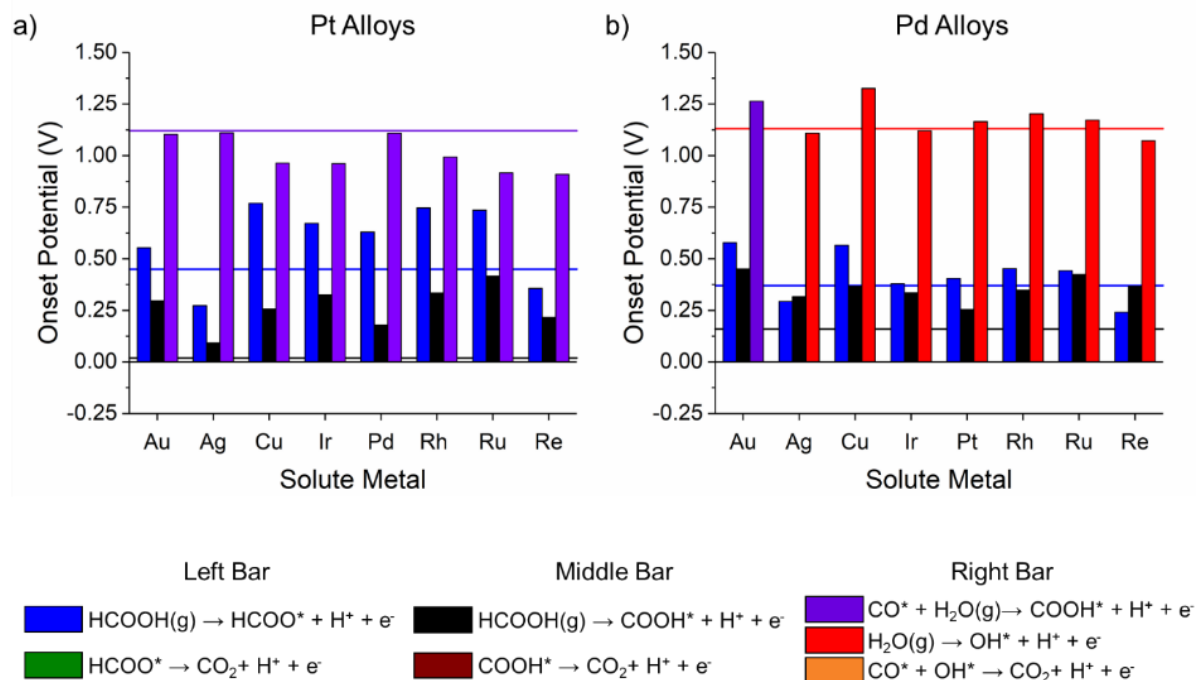 a)
Pt Alloys
Onset Potential (V)
1.50
1.25
1.00
0.75
0.50
0.25
0.00
-0.25
Au Ag Cu Ir Pd Rh Ru Re
Solute Metal
b)
Pd Alloys
Onset Potential (V)
1.50
1.25
1.00
0.75
0.50
0.25
0.00
-0.25
Au Ag Cu Ir Pt Rh Ru Re
Solute Metal
Left Bar
HCOOH(g) → HCOO* + H⁺ + e⁻
HCOO* → CO₂+ H⁺ + e⁻
Middle Bar
HCOOH(g) → COOH* + H⁺ + e⁻
COOH* → CO₂+ H⁺ + e⁻
Right Bar
CO* + H₂O(g)→ COOH* + H⁺ + e⁻
H₂O(g) → OH* + H⁺ + e⁻
CO* + OH* → CO₂+ H⁺ + e⁻